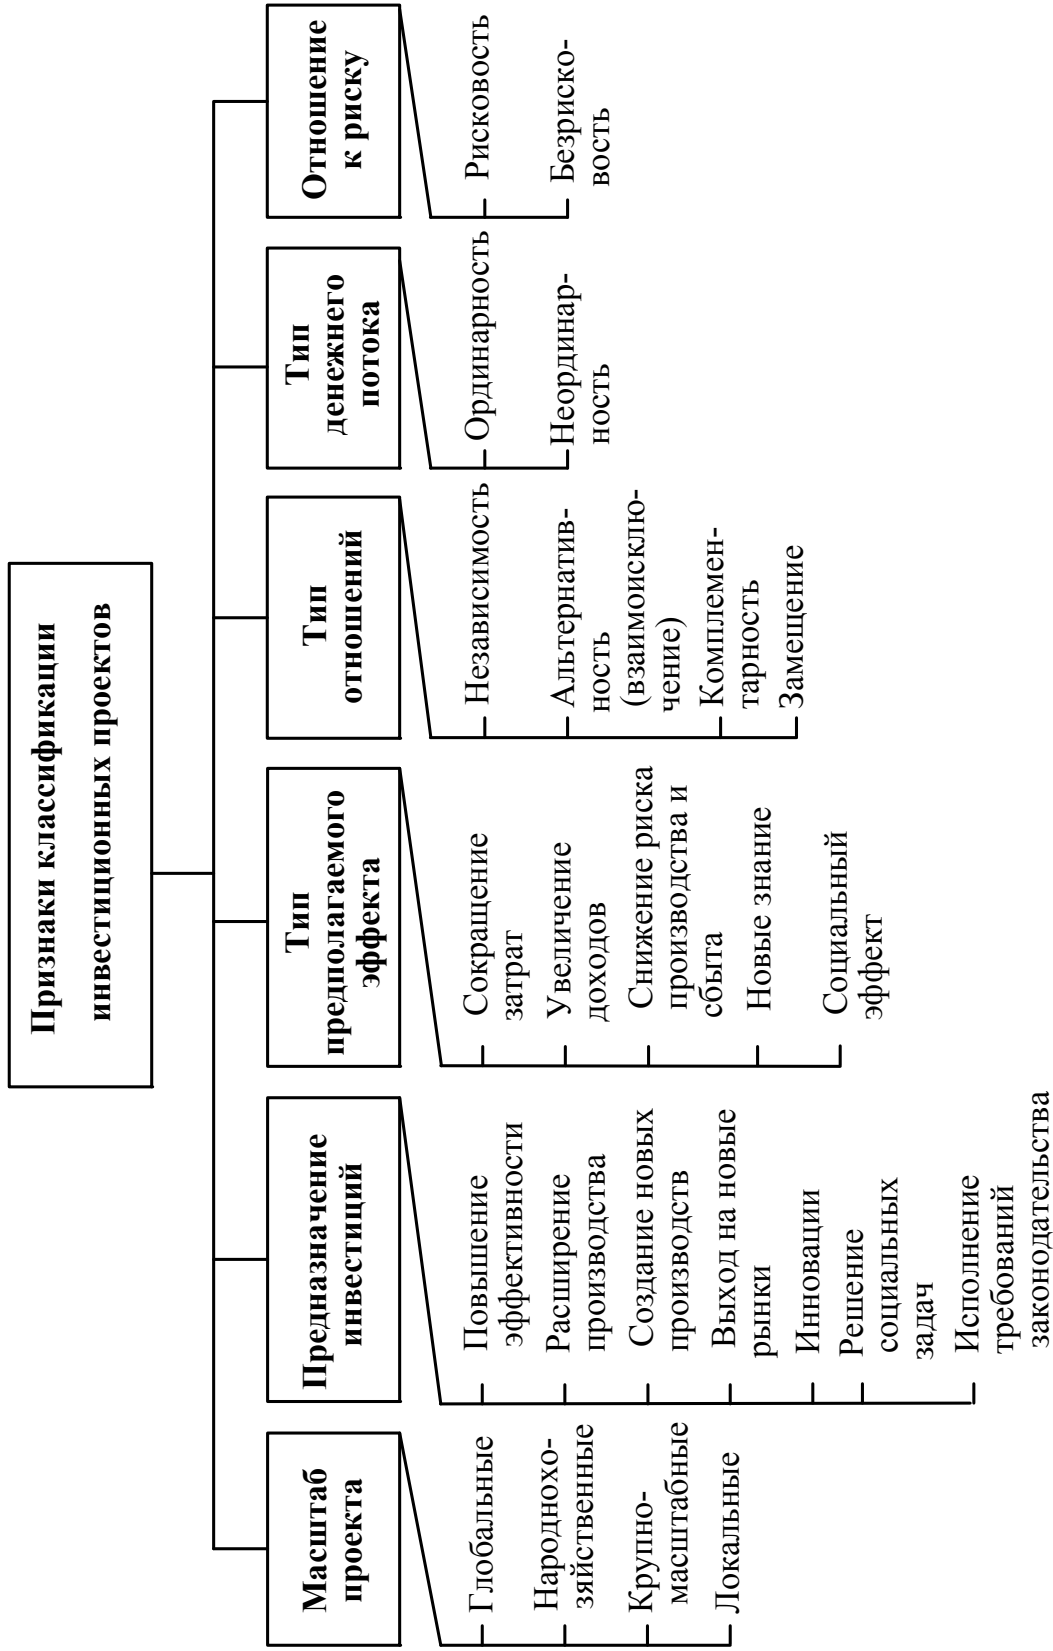 Признаки классификации
инвестиционных проектов
Масштаб
проекта
Глобальные
Народнохо-
зяйственные
Крупно-
масштабные
Локальные
Предназначение
инвестиций
Повышение
эффективности
Расширение
производства
Создание новых
производств
Выход на новые
рынки
Инновации
Решение
социальных
задач
Исполнение
требований
законодательства
Тип
предполагаемого
эффекта
Сокращение
затрат
Увеличение
доходов
Снижение риска
производства и
сбыта
Новые знание
Социальный
эффект
Тип
отношений
Независимость
Альтернатив-
ность
(взаимоисклю-
чение)
Комплемен-
тарность
Замещение
Тип
денежнего
потока
Ординарность
Неординар-
ность
Отношение
к риску
Рисковость
Безриско-
вость